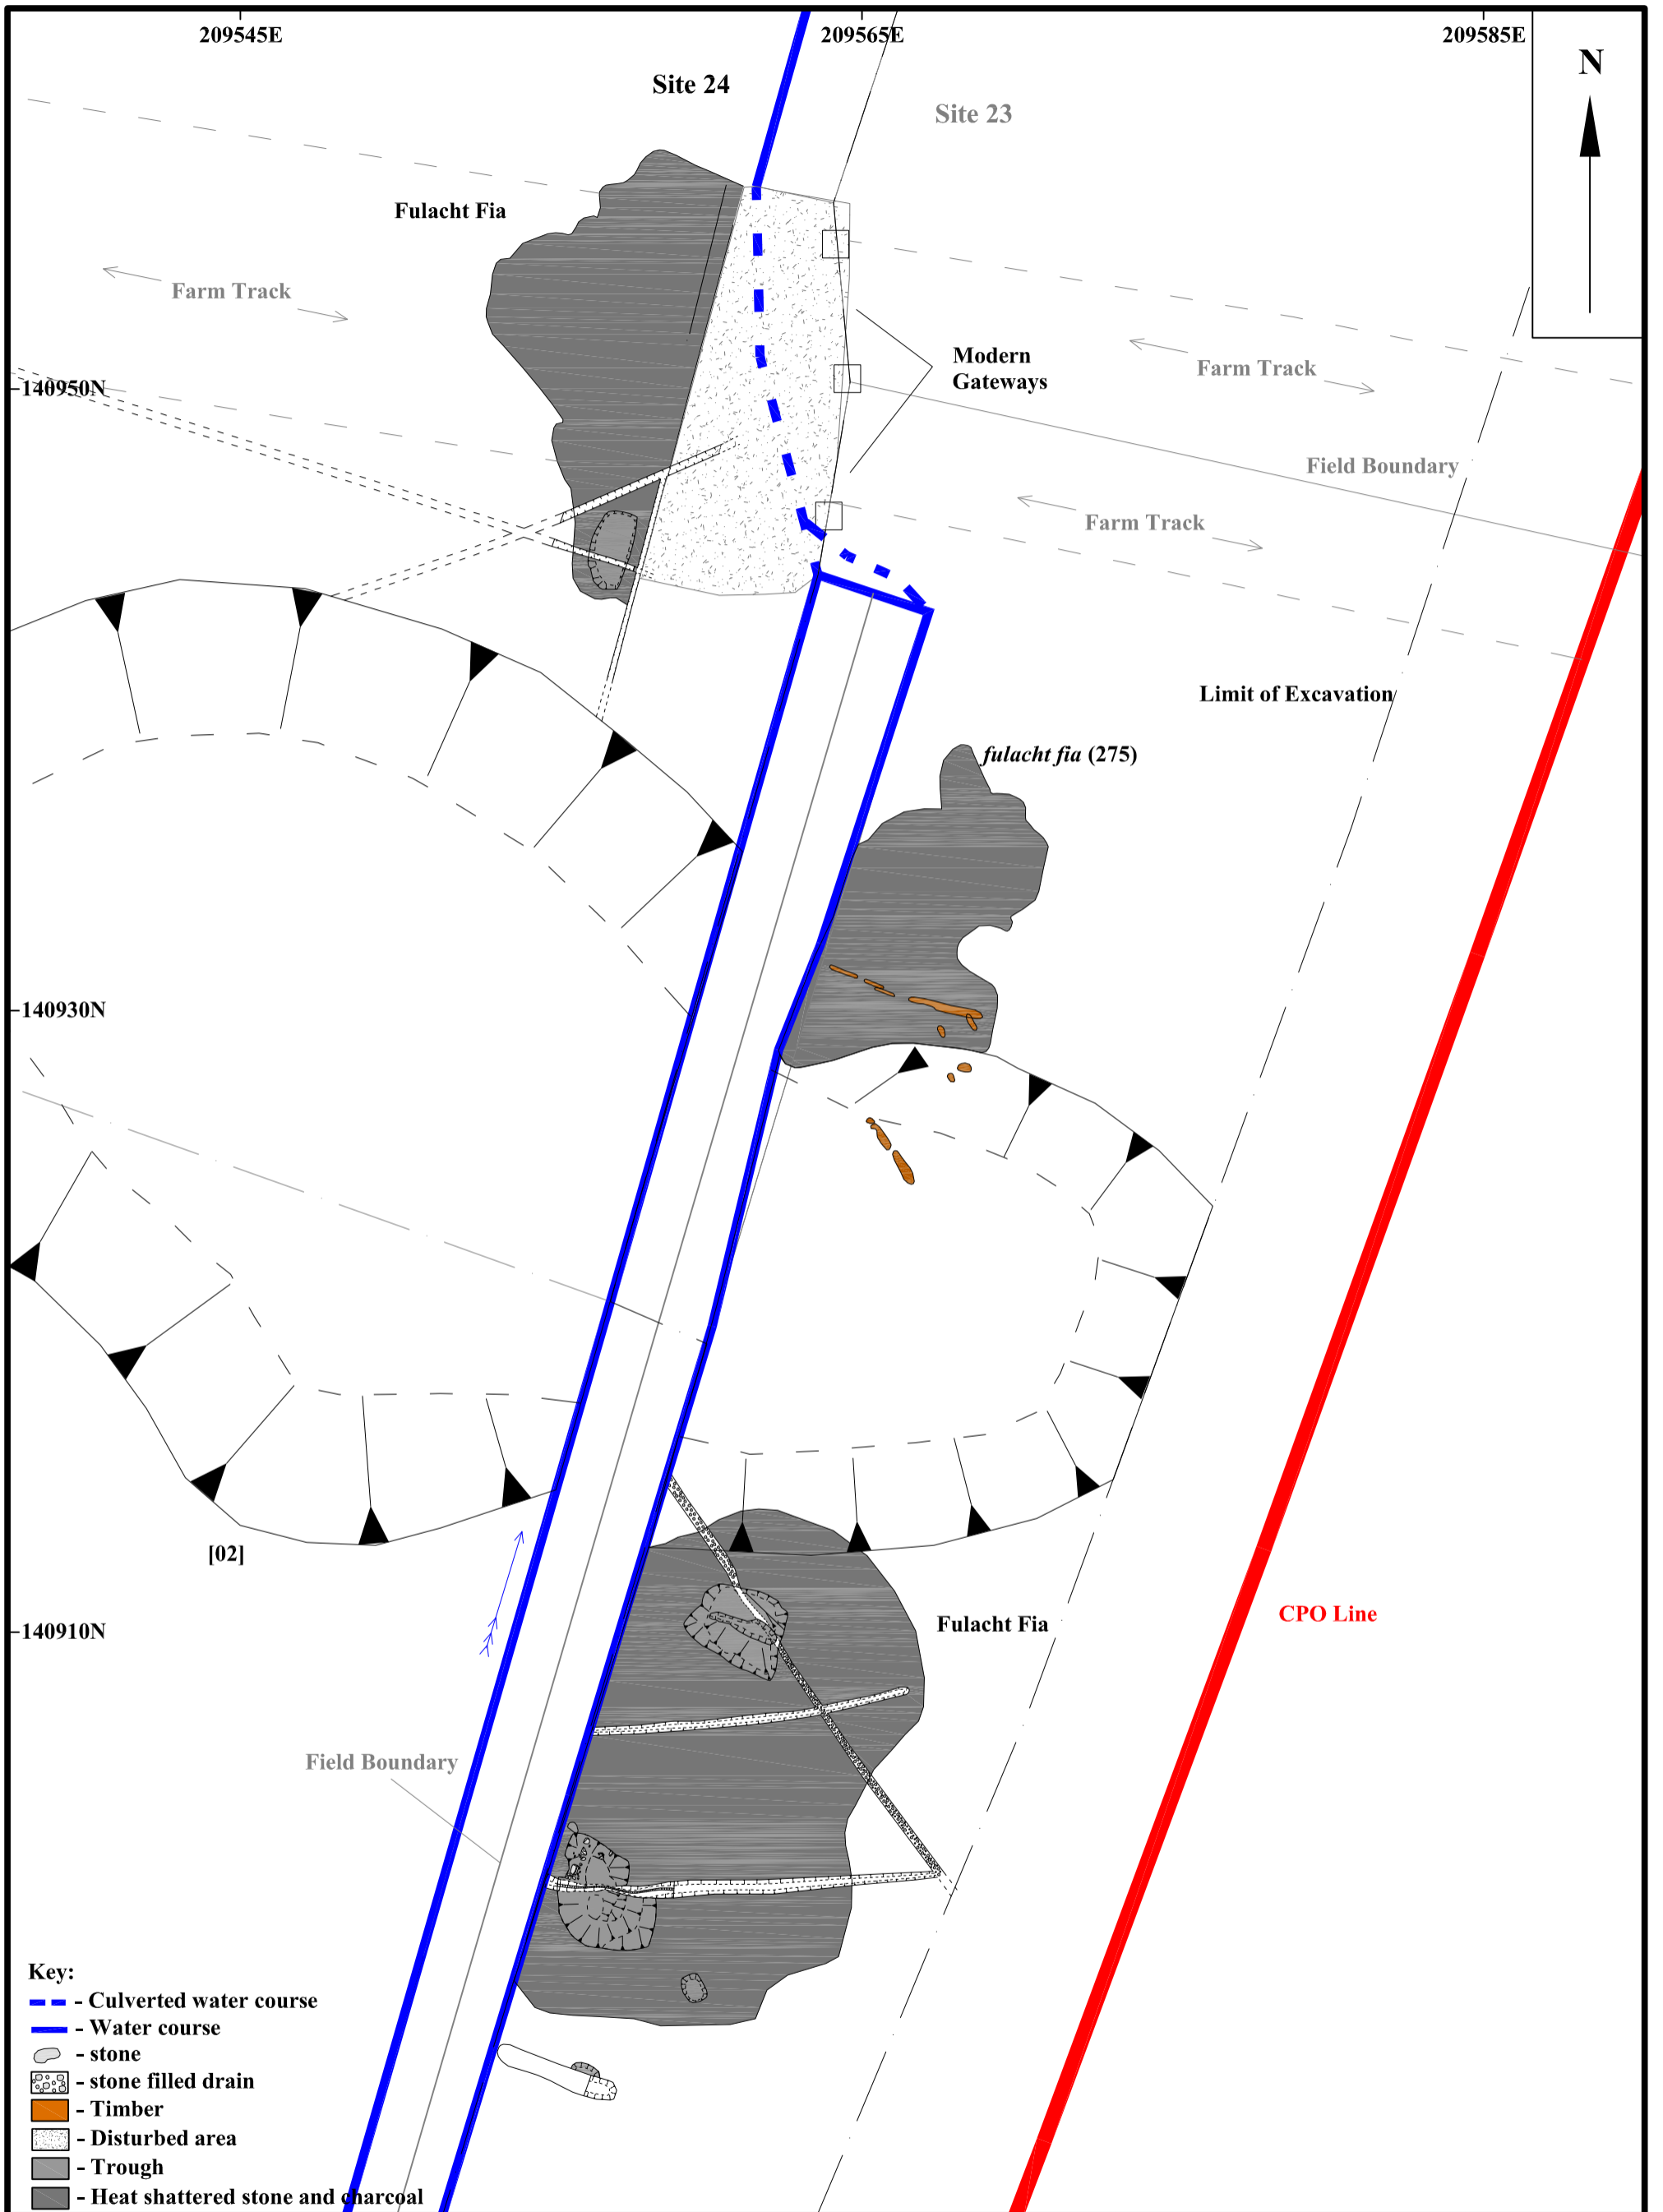 209545E
209565E
209585E
N
Site 24
Site 23
Fulacht Fia
Farm Track
Modern
Gateways
Farm Track
140950N
Field Boundary
Farm Track
Limit of Excavation
fulacht fia (275)
140930N
[02]
140910N
Fulacht Fia
CPO Line
Field Boundary
Key:
- Culverted water course
- Water course
- stone
- stone filled drain
- Timber
- Disturbed area
- Trough
- Heat shattered stone and charcoal